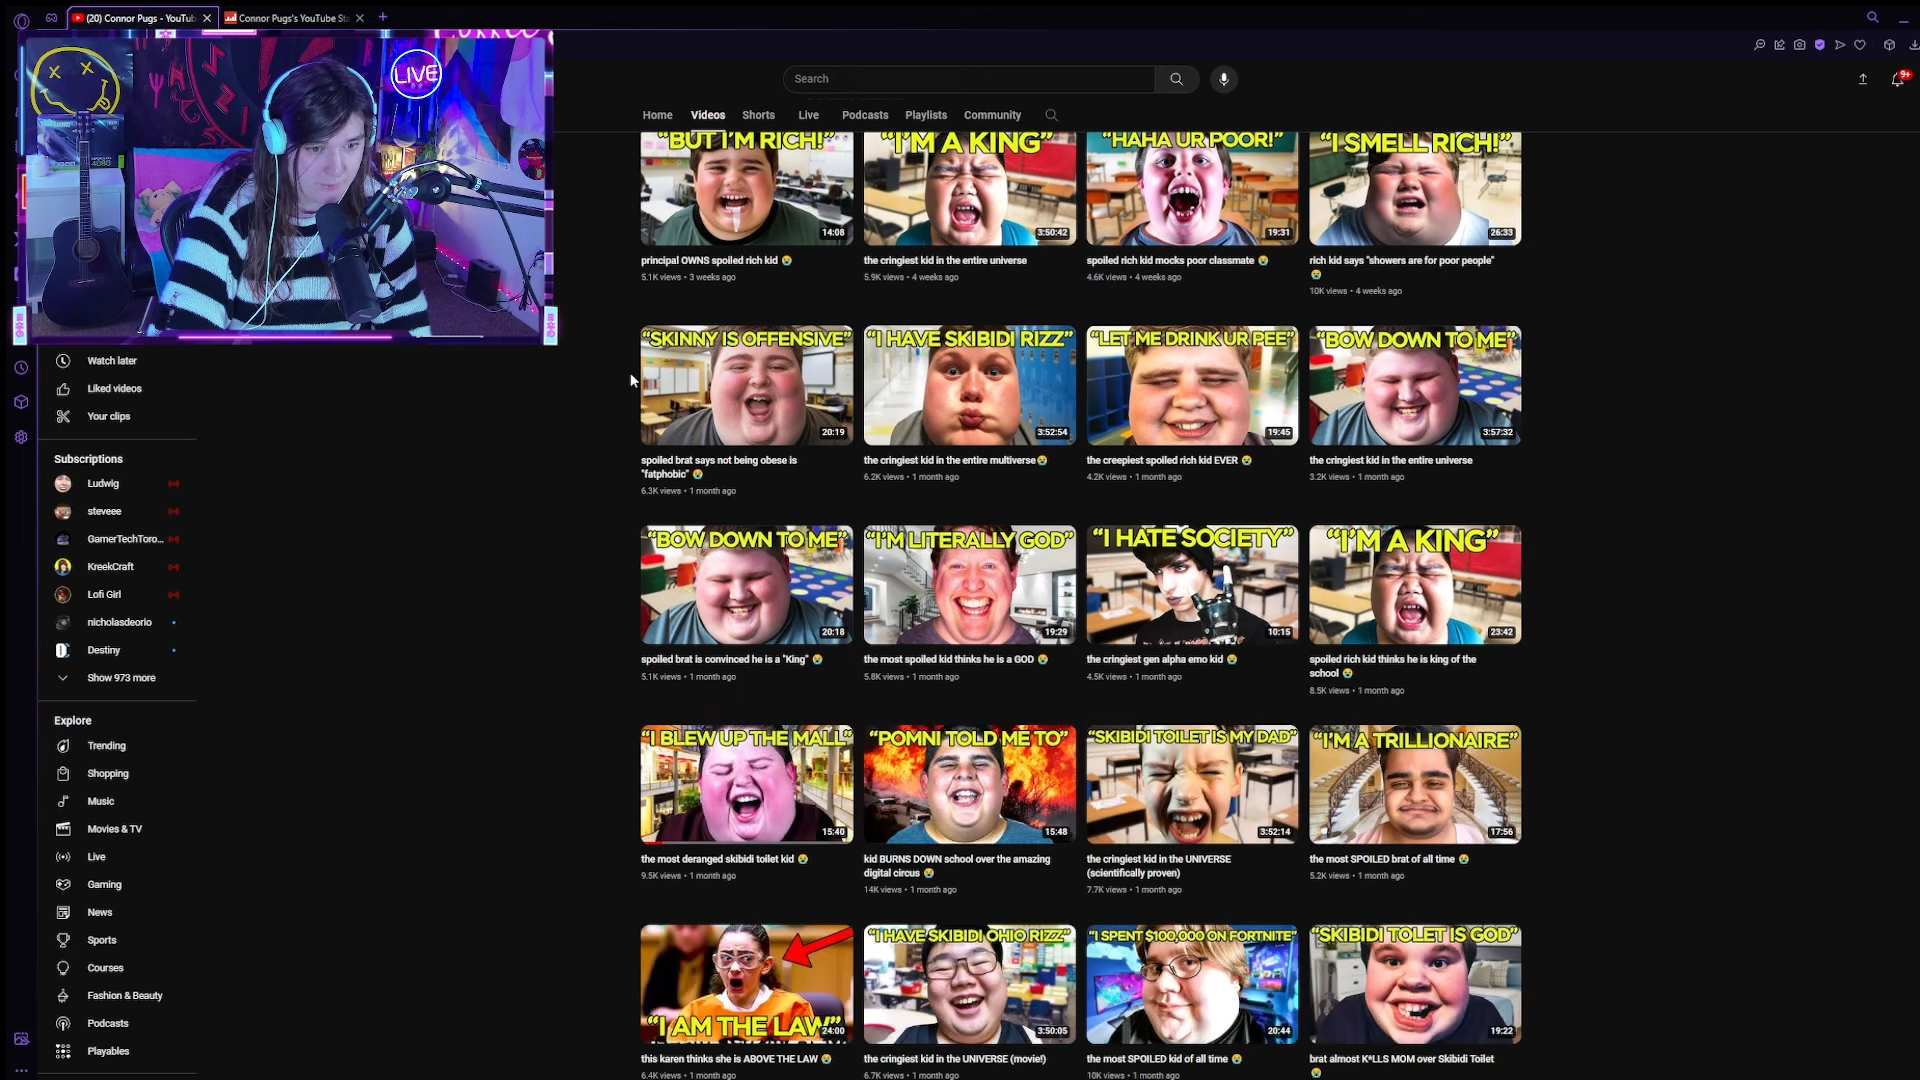 (20) Connor Pugs - YouTub
Connor Pugs's YouTube Sta
LIVE
Search
9+
Home
Videos
Shorts
Live
Podcasts
Playlists
Community
"BUT I'M RICH!"
14:08
"I'M A KING"
3:50:42
"HAHA UR POOR!"
19:31
"I SMELL RICH!"
26:33
principal OWNS spoiled rich kid 😭
5.1K views • 3 weeks ago
the cringiest kid in the entire universe
5.9K views • 4 weeks ago
spoiled rich kid mocks poor classmate 😭
4.6K views • 4 weeks ago
rich kid says "showers are for poor people"
😭
10K views • 4 weeks ago
"SKINNY IS OFFENSIVE"
20:19
"I HAVE SKIBIDI RIZZ"
3:52:54
"LET ME DRINK UR PEE"
19:45
"BOW DOWN TO ME"
3:57:32
spoiled brat says not being obese is
"fatphobic" 😭
6.3K views • 1 month ago
the cringiest kid in the entire multiverse😭
6.2K views • 1 month ago
the creepiest spoiled rich kid EVER 😭
4.2K views • 1 month ago
the cringiest kid in the entire universe
3.2K views • 1 month ago
"BOW DOWN TO ME"
20:18
"I'M LITERALLY GOD"
19:29
"I HATE SOCIETY"
10:15
"I'M A KING"
23:42
spoiled brat is convinced he is a "King" 😭
5.1K views • 1 month ago
the most spoiled kid thinks he is a GOD 😭
5.8K views • 1 month ago
the cringiest gen alpha emo kid 😭
4.5K views • 1 month ago
spoiled rich kid thinks he is king of the
school 😭
8.5K views • 1 month ago
"I BLEW UP THE MALL"
15:40
"POMNI TOLD ME TO"
15:48
"SKIBIDI TOILET IS MY DAD"
3:52:14
"I'M A TRILLIONAIRE"
17:56
the most deranged skibidi toilet kid 😭
9.5K views • 1 month ago
kid BURNS DOWN school over the amazing
digital circus 😭
14K views • 1 month ago
the cringiest kid in the UNIVERSE
(scientifically proven)
7.7K views • 1 month ago
the most SPOILED brat of all time 😭
5.2K views • 1 month ago
"I AM THE LAW"
24:00
"I HAVE SKIBIDI OHIO RIZZ"
3:50:05
"I SPENT $100,000 ON FORTNITE"
20:44
"SKIBIDI TOLET IS GOD"
19:22
this karen thinks she is ABOVE THE LAW 😭
6.4K views • 1 month ago
the cringiest kid in the UNIVERSE (movie!)
6.7K views • 1 month ago
the most SPOILED kid of all time 😭
10K views • 1 month ago
brat almost K*LLS MOM over Skibidi Toilet
😭
Watch later
Liked videos
Your clips
Subscriptions
Ludwig
steveee
GamerTechToro...
KreekCraft
Lofi Girl
nicholasdeorio
Destiny
Show 973 more
Explore
Trending
Shopping
Music
Movies & TV
Live
Gaming
News
Sports
Courses
Fashion & Beauty
Podcasts
Playables